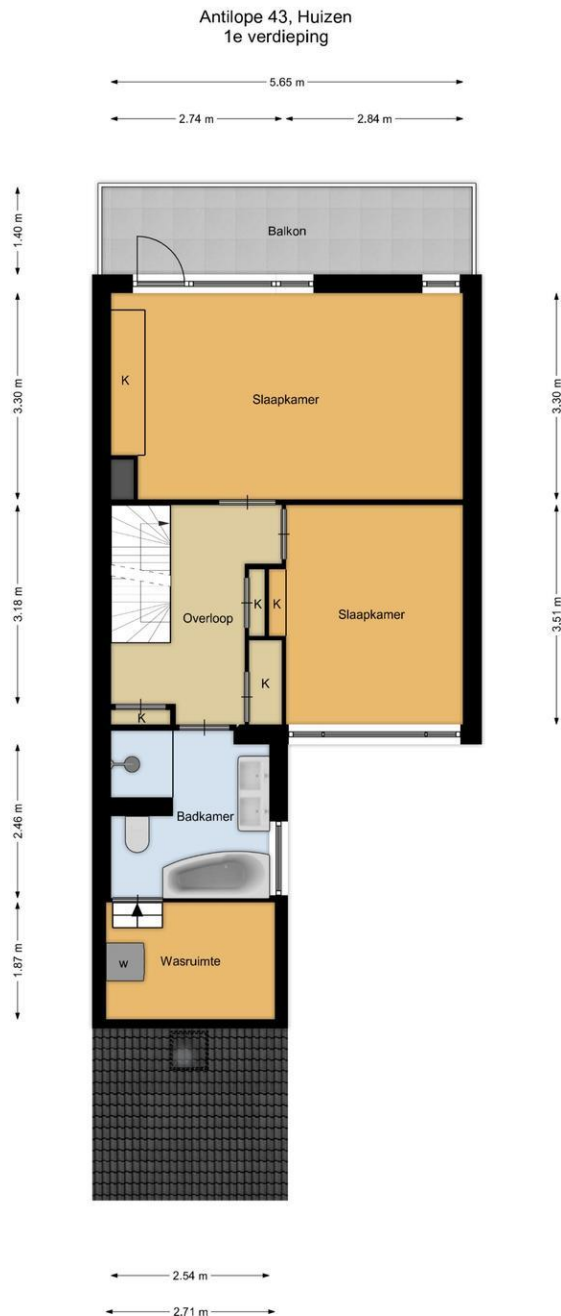 Antilope 43, Huizen
1e verdieping
5.65 m
2.74 m
2.84 m
1.40 m
Balkon
3.30 m
K
Slaapkamer
3.30 m
3.18 m
Overloop
K
K
Slaapkamer
3.51 m
K
K
2.46 m
Badkamer
1.87 m
W
Wasruimte
2.54 m
2.71 m